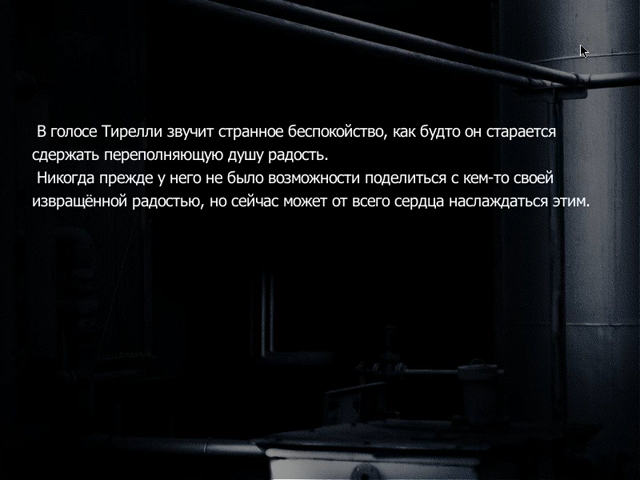 В голосе Тирелли звучит странное беспокойство, как будто он старается
сдержать переполняющую душу радость.
Никогда прежде у него не было возможности поделиться с кем-то своей
извращённой радостью, но сейчас может от всего сердца наслаждаться этим.